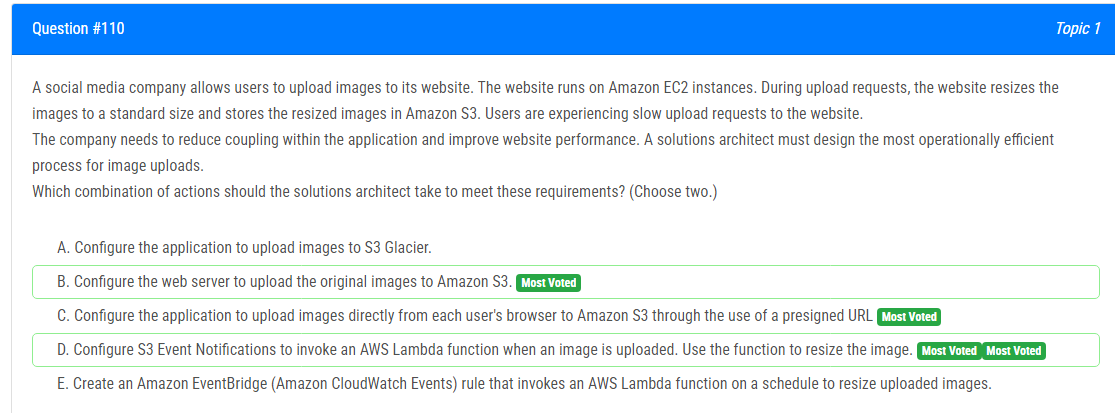 Question #110
Topic 1
A social media company allows users to upload images to its website. The website runs on Amazon EC2 instances. During upload requests, the website resizes the
images to a standard size and stores the resized images in Amazon S3. Users are experiencing slow upload requests to the website.
The company needs to reduce coupling within the application and improve website performance. A solutions architect must design the most operationally efficient
process for image uploads.
Which combination of actions should the solutions architect take to meet these requirements? (Choose two.)
A. Configure the application to upload images to S3 Glacier.
B. Configure the web server to upload the original images to Amazon S3. Most Voted
C. Configure the application to upload images directly from each user's browser to Amazon S3 through the use of a presigned URL Most Voted
D. Configure S3 Event Notifications to invoke an AWS Lambda function when an image is uploaded. Use the function to resize the image. Most Voted Most Voted
E. Create an Amazon EventBridge (Amazon CloudWatch Events) rule that invokes an AWS Lambda function on a schedule to resize uploaded images.